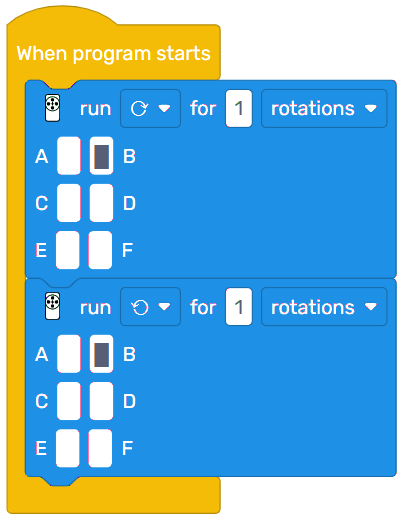 When program starts
run for 1 rotations
A B
C D
E F
run for 1 rotations
A B
C D
E F